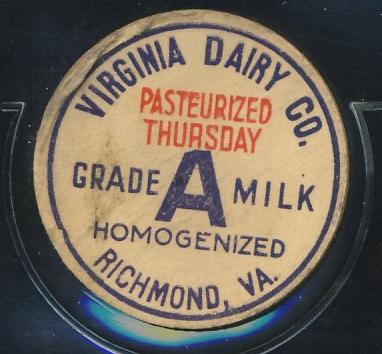 VIRGINIA DAIRY CO.
PASTEURIZED
THURSDAY
GRADE A MILK
HOMOGENIZED
RICHMOND, VA.